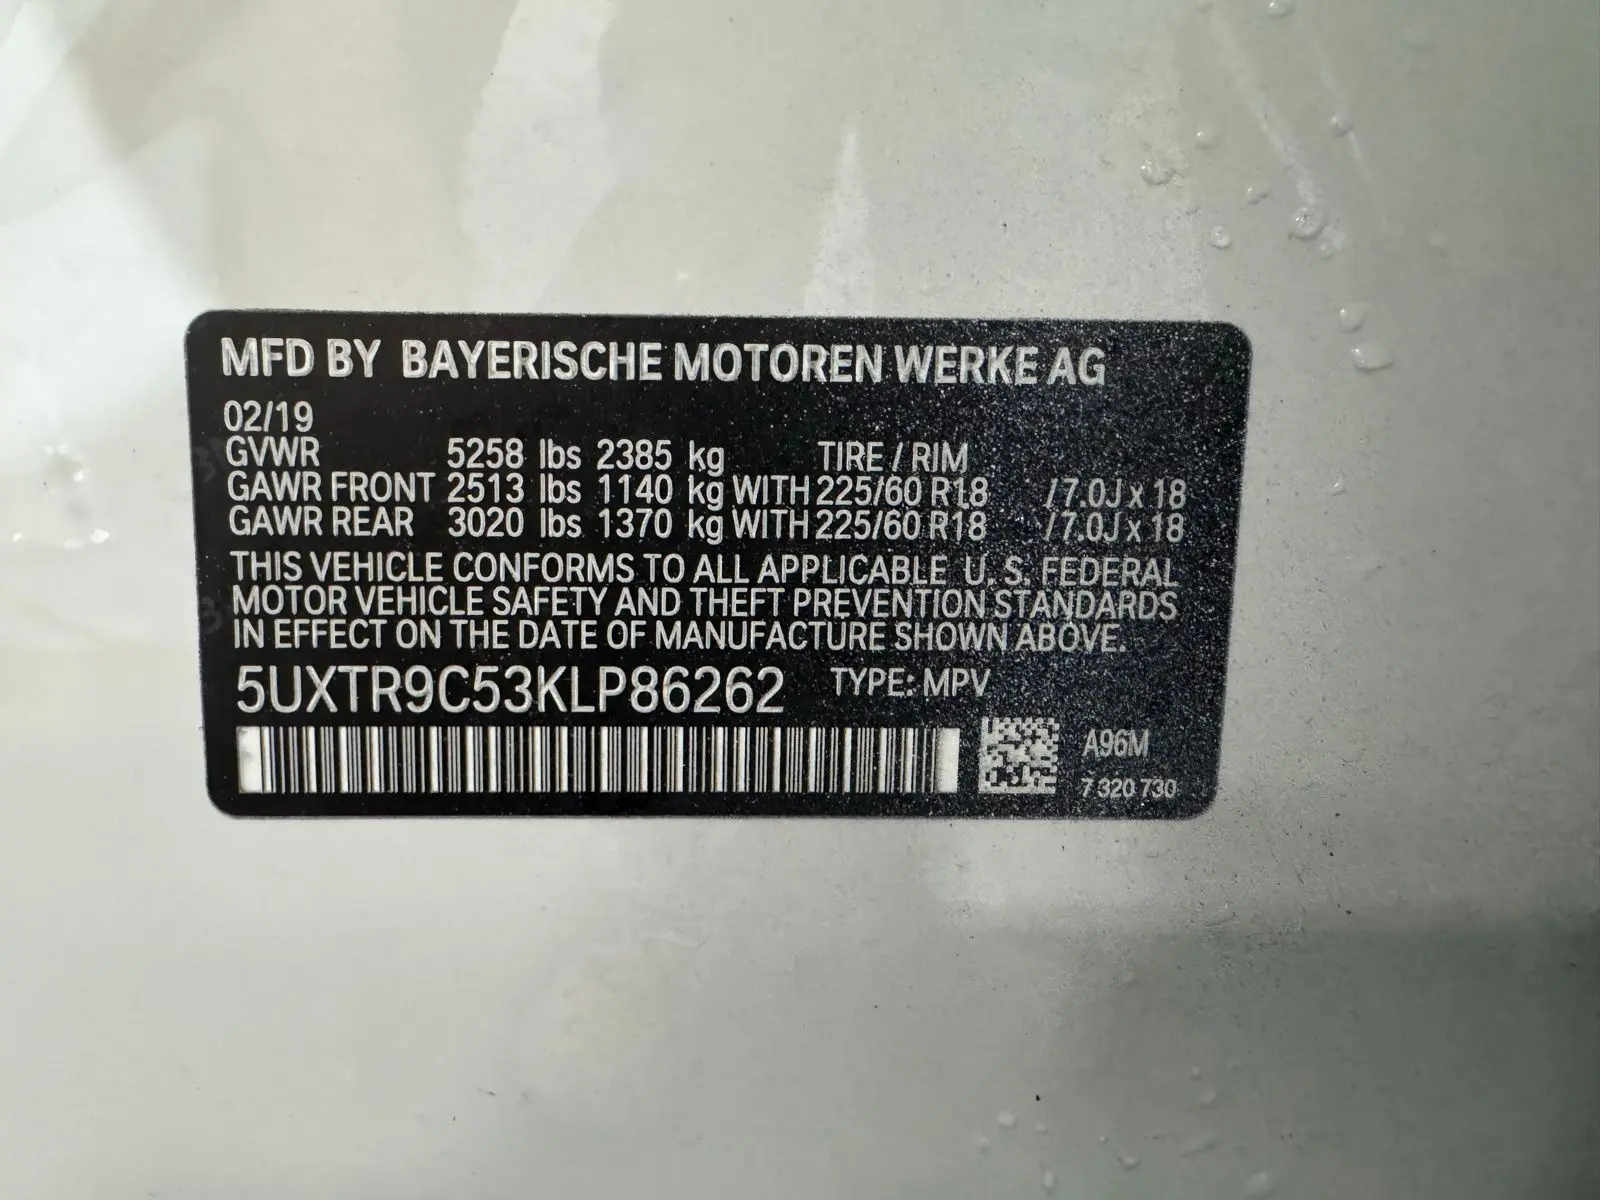 MFD BY BAYERISCHE MOTOREN WERKE AG
02/19
GVWR 5258 lbs 2385 kg TIRE / RIM
GAWR FRONT 2513 lbs 1140 kg WITH 225/60 R18 /7.0J x 18
GAWR REAR 3020 lbs 1370 kg WITH 225/60 R18 /7.0J x 18
THIS VEHICLE CONFORMS TO ALL APPLICABLE U. S. FEDERAL
MOTOR VEHICLE SAFETY AND THEFT PREVENTION STANDARDS
IN EFFECT ON THE DATE OF MANUFACTURE SHOWN ABOVE.
5UXTR9C53KLP86262 TYPE: MPV
A96M
7 320 730